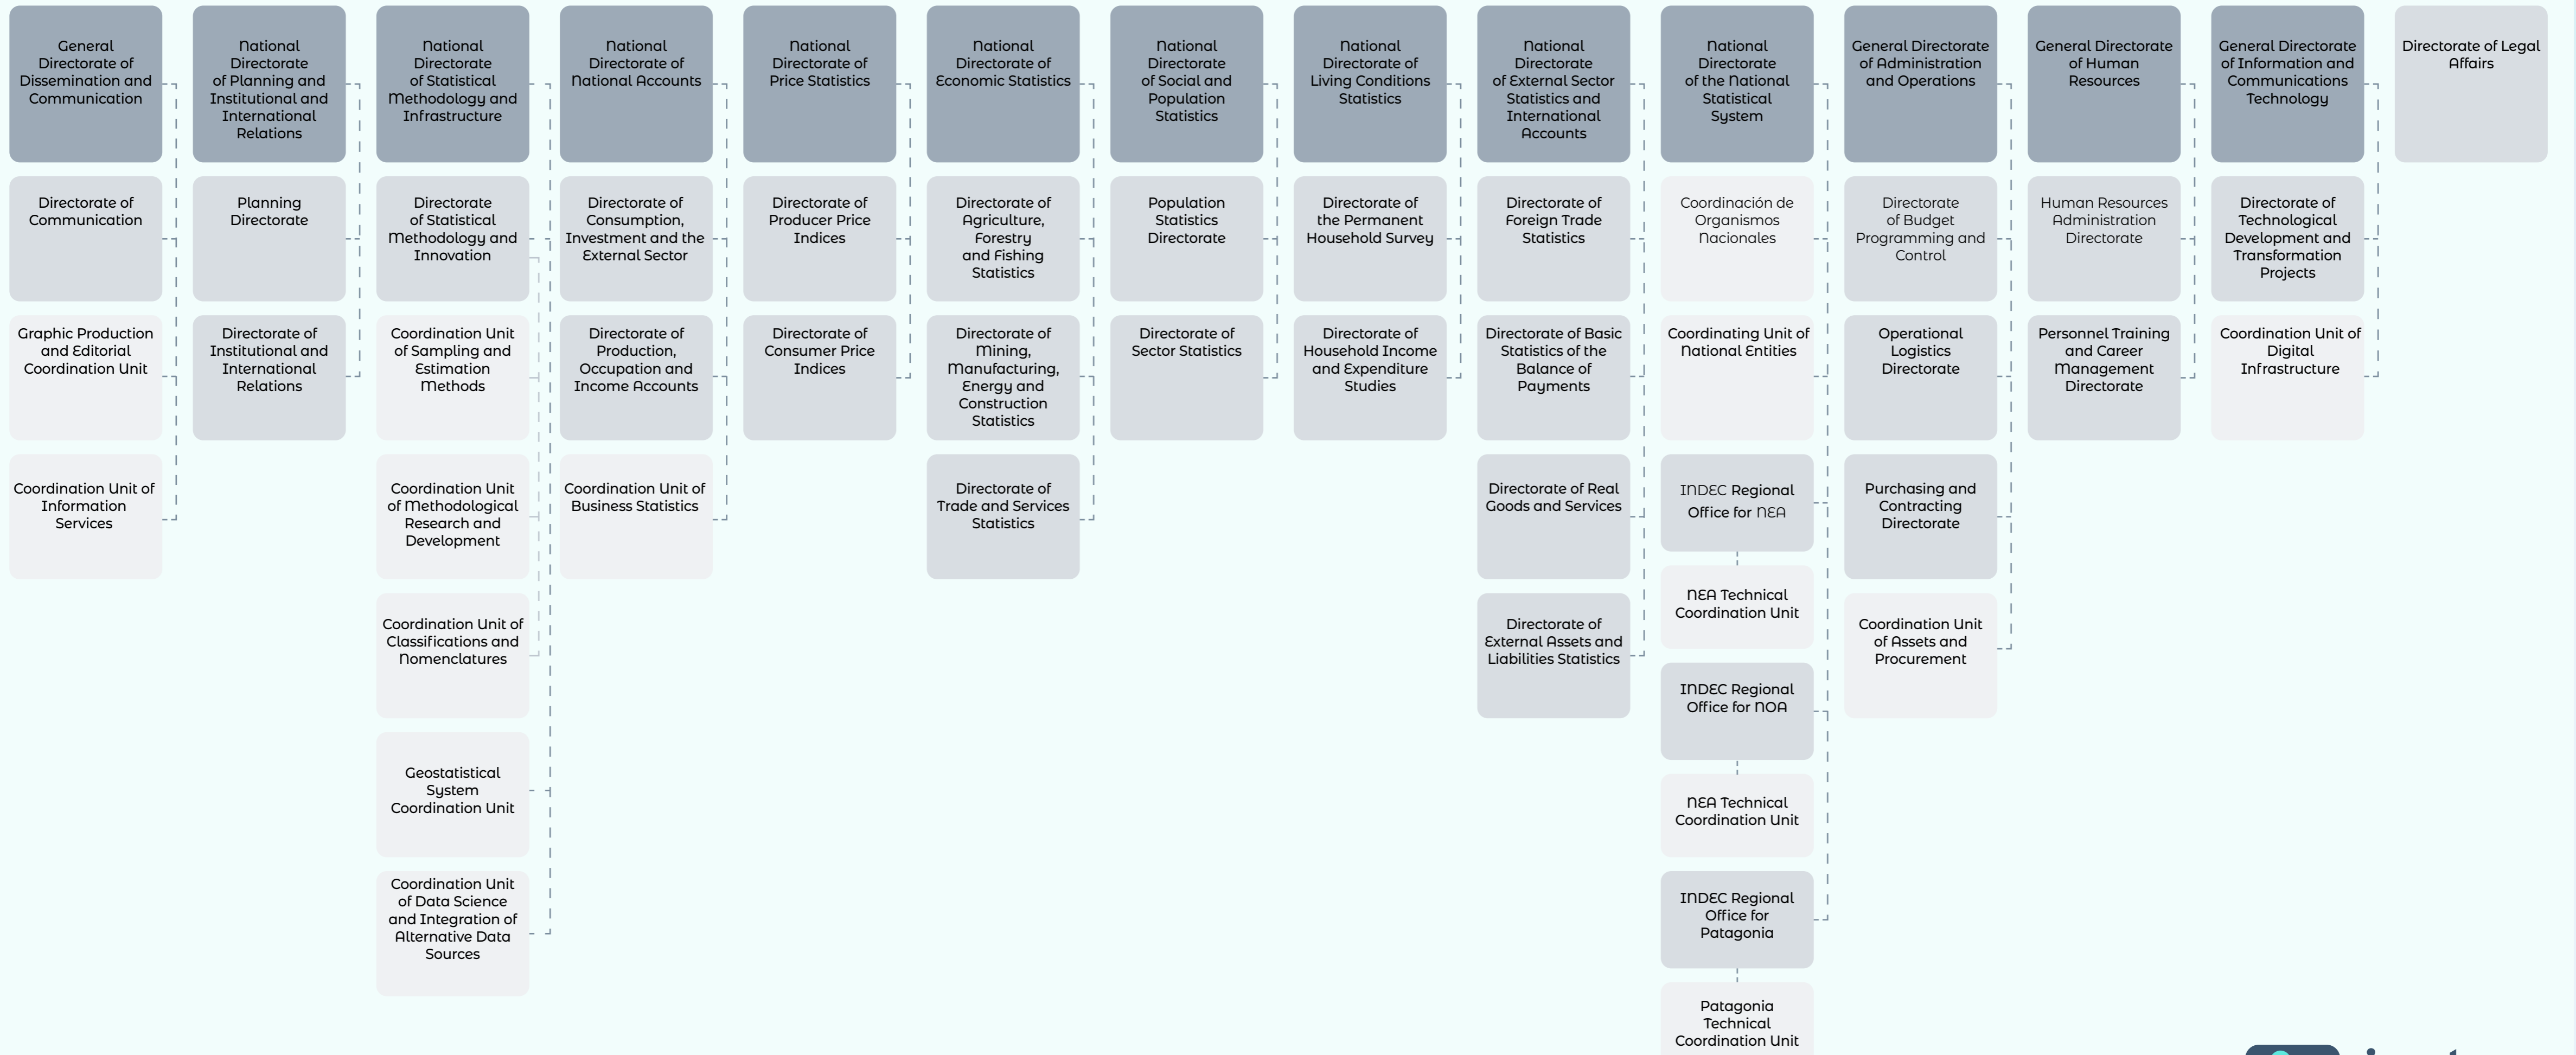 General
Directorate of
Dissemination and
Communication
Directorate of
Communication
Graphic Production
and Editorial
Coordination Unit
Coordination Unit of
Information
Services
National
Directorate
of Planning and
Institutional and
International
Relations
Planning
Directorate
Directorate of
Institutional and
International
Relations
National
Directorate
of Statistical
Methodology and
Infrastructure
Directorate
of Statistical
Methodology and
Innovation
Coordination Unit
of Sampling and
Estimation
Methods
Coordination Unit
of Methodological
Research and
Development
Coordination Unit of
Classifications and
Nomenclatures
Geostatistical
System
Coordination Unit
Coordination Unit
of Data Science
and Integration of
Alternative Data
Sources
National
Directorate of
National Accounts
Directorate of
Consumption,
Investment and the
External Sector
Directorate of
Production,
Occupation and
Income Accounts
Coordination Unit of
Business Statistics
National
Directorate of
Price Statistics
Directorate of
Producer Price
Indices
Directorate of
Consumer Price
Indices
National
Directorate of
Economic Statistics
Directorate of
Agriculture,
Forestry
and Fishing
Statistics
Directorate of
Mining,
Manufacturing,
Energy and
Construction
Statistics
Directorate of
Trade and Services
Statistics
National
Directorate
of Social and
Population
Statistics
Population
Statistics
Directorate
Directorate of
Sector Statistics
National
Directorate of
Living Conditions
Statistics
Directorate of
the Permanent
Household Survey
Directorate of
Household Income
and Expenditure
Studies
National
Directorate
of External Sector
Statistics and
International
Accounts
Directorate of
Foreign Trade
Statistics
Directorate of Basic
Statistics of the
Balance of
Payments
Directorate of Real
Goods and Services
Directorate of
External Assets and
Liabilities Statistics
National
Directorate
of the National
Statistical
System
Coordinación de
Organismos
Nacionales
Coordinating Unit of
National Entities
INDEC Regional
Office for NEA
NEA Technical
Coordination Unit
INDEC Regional
Office for NOA
NEA Technical
Coordination Unit
INDEC Regional
Office for
Patagonia
Patagonia
Technical
Coordination Unit
General Directorate
of Administration
and Operations
Directorate
of Budget
Programming and
Control
Operational
Logistics
Directorate
Purchasing and
Contracting
Directorate
Coordination Unit
of Assets and
Procurement
General Directorate
of Human
Resources
Human Resources
Administration
Directorate
Personnel Training
and Career
Management
Directorate
General Directorate
of Information and
Communications
Technology
Directorate of
Technological
Development and
Transformation
Projects
Coordination Unit of
Digital
Infrastructure
Directorate of Legal
Affairs